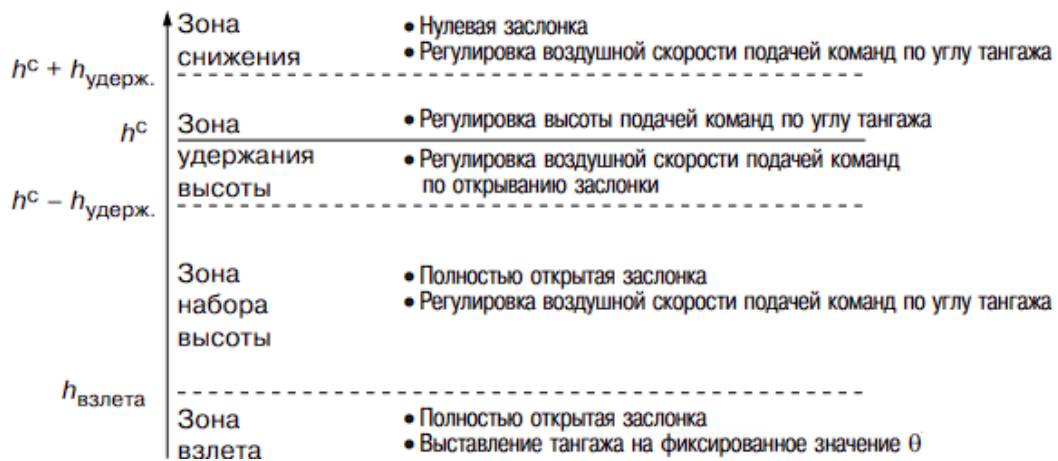 Зона • Нулевая заслонка
снижения • Регулировка воздушной скорости подачей команд по углу тангажа
hᶜ + hудерж.
Зона • Регулировка высоты подачей команд по углу тангажа
hᶜ
удержания • Регулировка воздушной скорости подачей команд
высоты по открыванию заслонки
hᶜ – hудерж.
Зона • Полностью открытая заслонка
набора • Регулировка воздушной скорости подачей команд по углу тангажа
высоты
hвзлета
Зона • Полностью открытая заслонка
взлета • Выставление тангажа на фиксированное значение θ